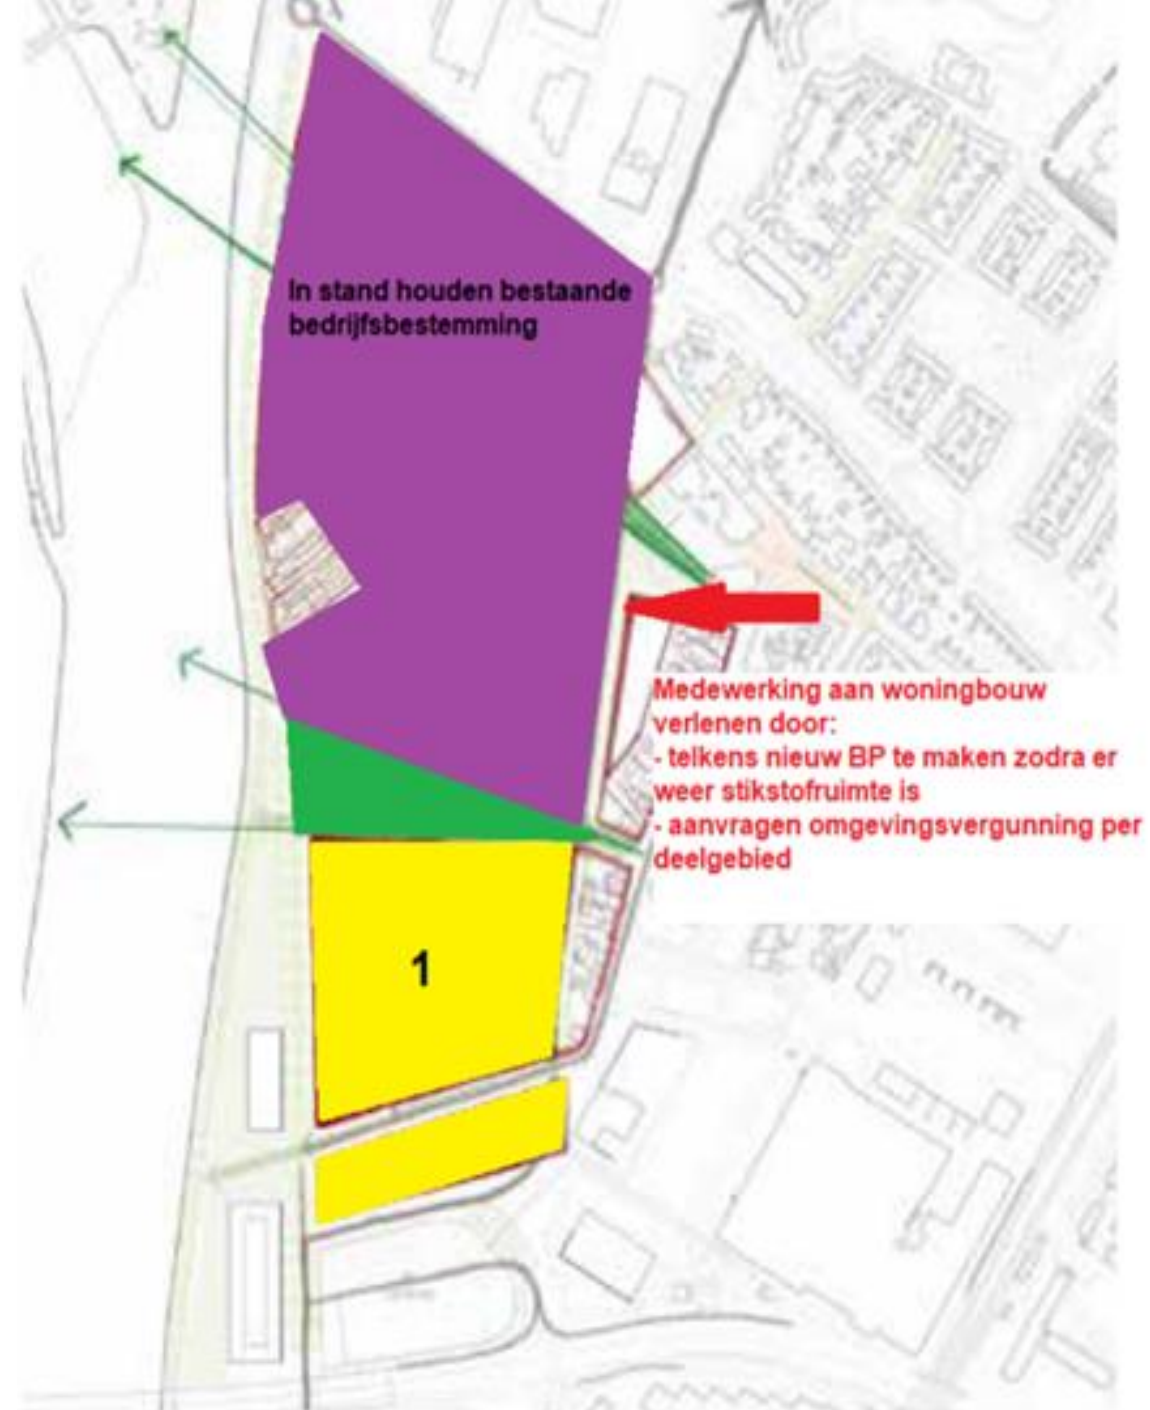 In stand houden bestaande
bedrijfsbestemming
Medewerking aan woningbouw
verlenen door:
- telkens nieuw BP te maken zodra er
weer stikstofruimte is
- aanvragen omgevingsvergunning per
deelgebied
1